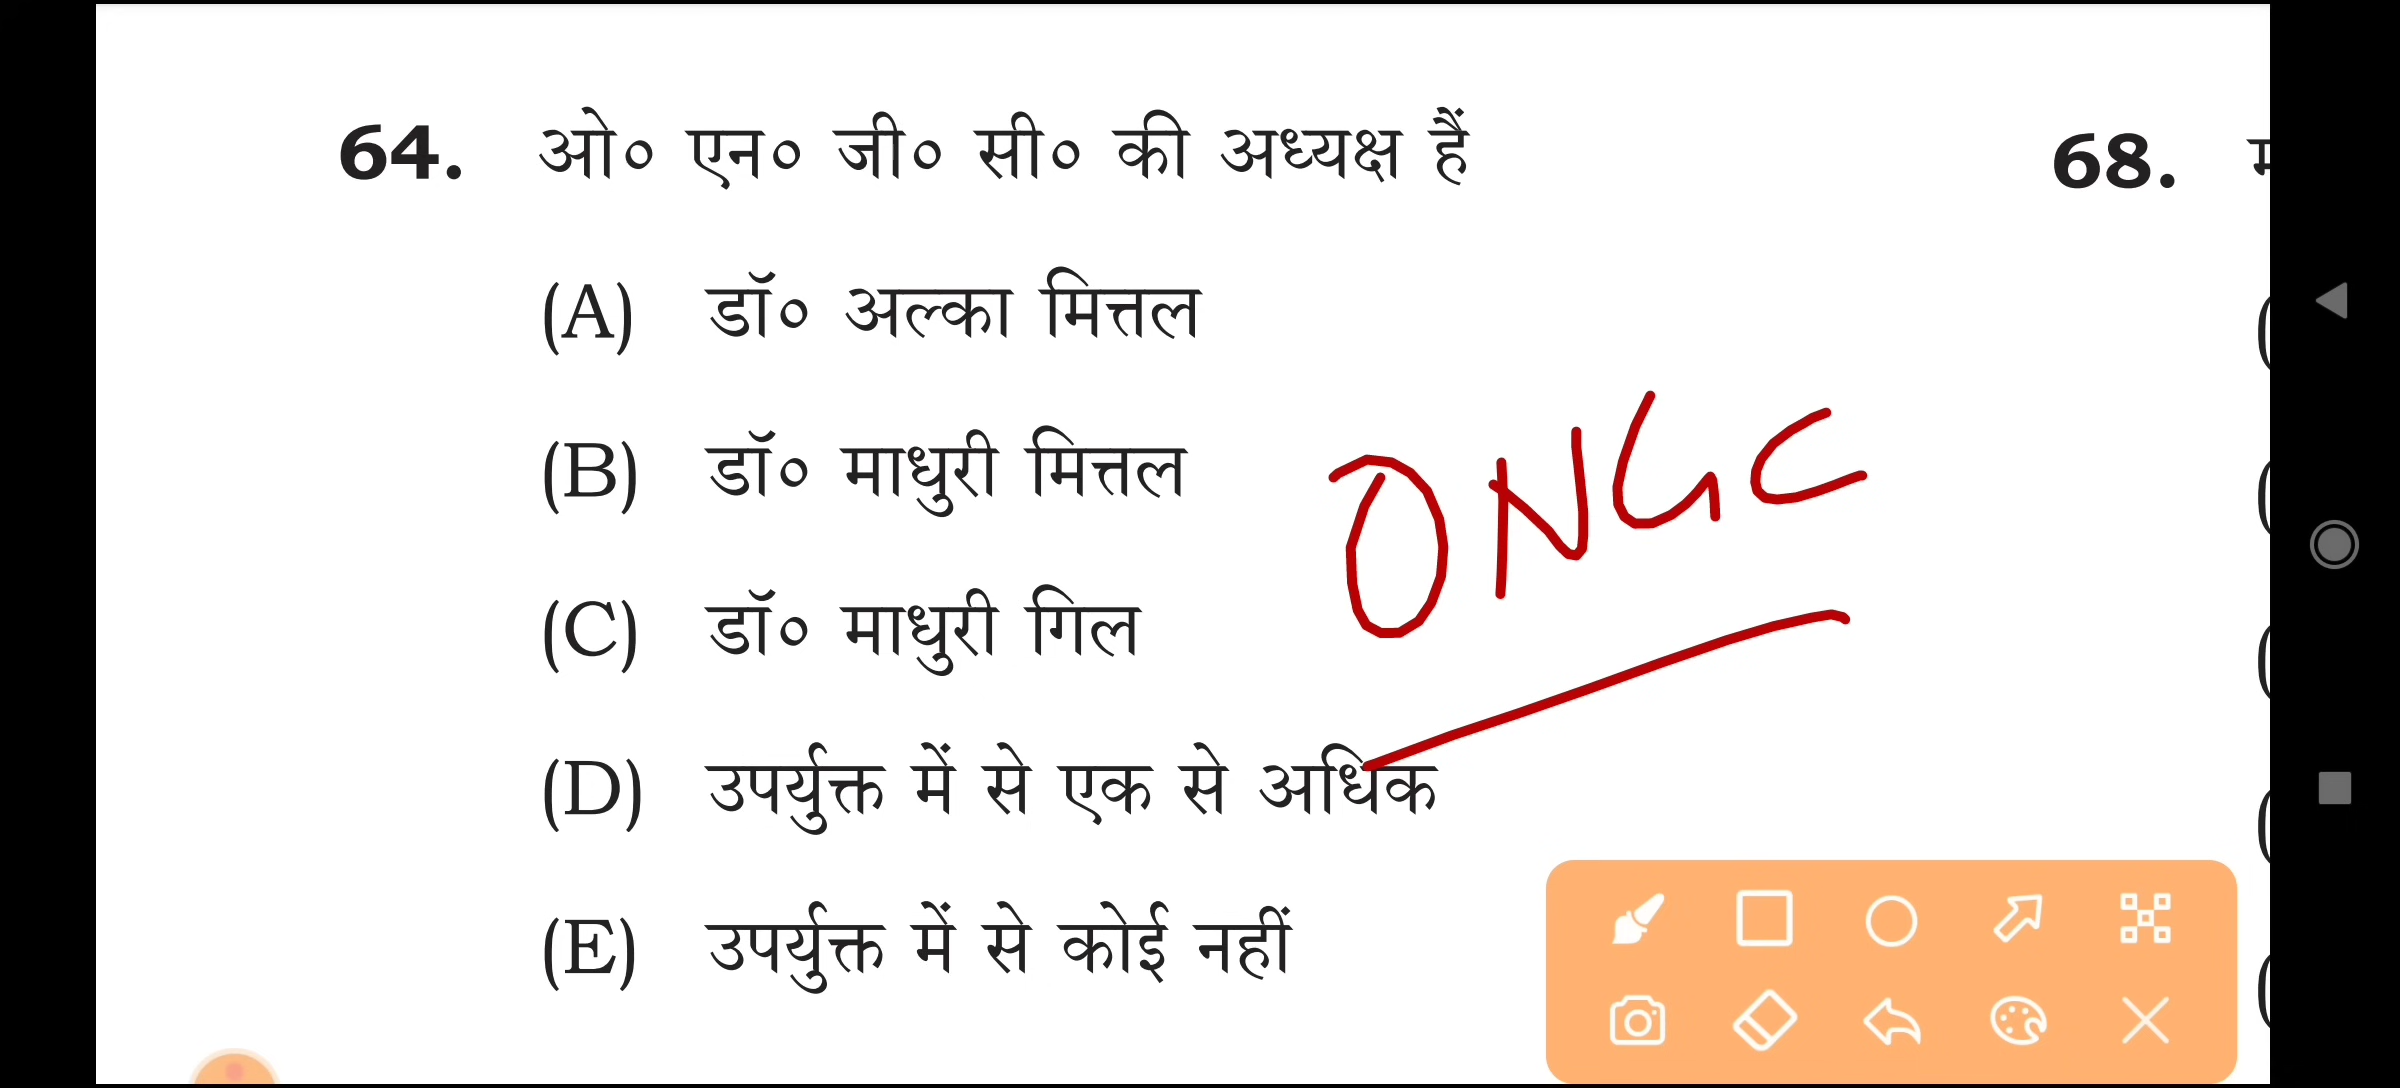 64. ओ० एन० जी० सी० की अध्यक्ष हैं
(A) डॉ० अल्का मित्तल
(B) डॉ० माधुरी मित्तल
(C) डॉ० माधुरी गिल
(D) उपर्युक्त में से एक से अधिक
(E) उपर्युक्त में से कोई नहीं
ONGC
68.